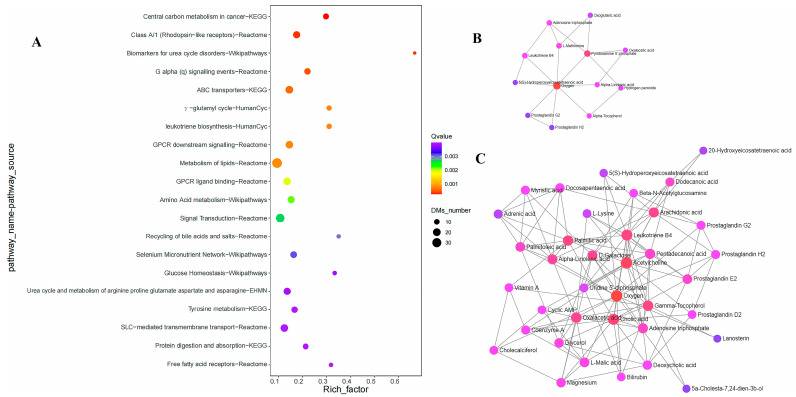 A
pathway_name-pathway_source
Central carbon metabolism in cancer-KEGG
Class A/1 (Rhodopsin-like receptors)-Reactome
Biomarkers for urea cycle disorders-Wikipathways
G alpha (q) signalling events-Reactome
ABC transporters-KEGG
γ-glutamyl cycle-HumanCyc
leukotriene biosynthesis-HumanCyc
GPCR downstream signalling-Reactome
Metabolism of lipids-Reactome
GPCR ligand binding-Reactome
Amino Acid metabolism-Wikipathways
Signal Transduction-Reactome
Recycling of bile acids and salts-Reactome
Selenium Micronutrient Network-Wikipathways
Glucose Homeostasis-Wikipathways
Urea cycle and metabolism of arginine proline glutamate aspartate and asparagine-EHMN
Tyrosine metabolism-KEGG
SLC-mediated transmembrane transport-Reactome
Protein digestion and absorption-KEGG
Free fatty acid receptors-Reactome
0.1 0.2 0.3 0.4 0.5 0.6
Rich_factor
Qvalue
0.003
0.002
0.001
DMs_number
10
20
30
B
Oxoglutaric acid
Adenosine triphosphate
L-Methionine
Pyridoxamine 5'-phosphate
Oxalacetic acid
Leukotriene B4
5(S)-Hydroperoxyeicosatetraenoic acid
Oxygen
Alpha-Linolenic acid
Hydrogen peroxide
Prostaglandin G2
Alpha-Tocopherol
Prostaglandin H2
C
20-Hydroxyeicosatetraenoic acid
5(S)-Hydroperoxyeicosatetraenoic acid
Dodecanoic acid
Myristic acid
Docosapentaenoic acid
Beta-N-Acetylglucosamine
Adrenic acid
L-Lysine
Arachidonic acid
Prostaglandin G2
Leukotriene B4
Palmitic acid
Palmitoleic acid
D-Galactose
Pentadecanoic acid
Prostaglandin H2
Alpha-Linolenic acid
Acetylcholine
Prostaglandin E2
Vitamin A
Uridine 5'-diphosphate
Oxygen
Gamma-Tocopherol
Cyclic AMP
Oxalacetic acid
Prostaglandin D2
Coenzyme A
Adenosine triphosphate
Glycerol
Lanosterin
Cholecalciferol
L-Malic acid
Deoxycholic acid
Magnesium
Bilirubin
5a-Cholesta-7,24-dien-3b-ol